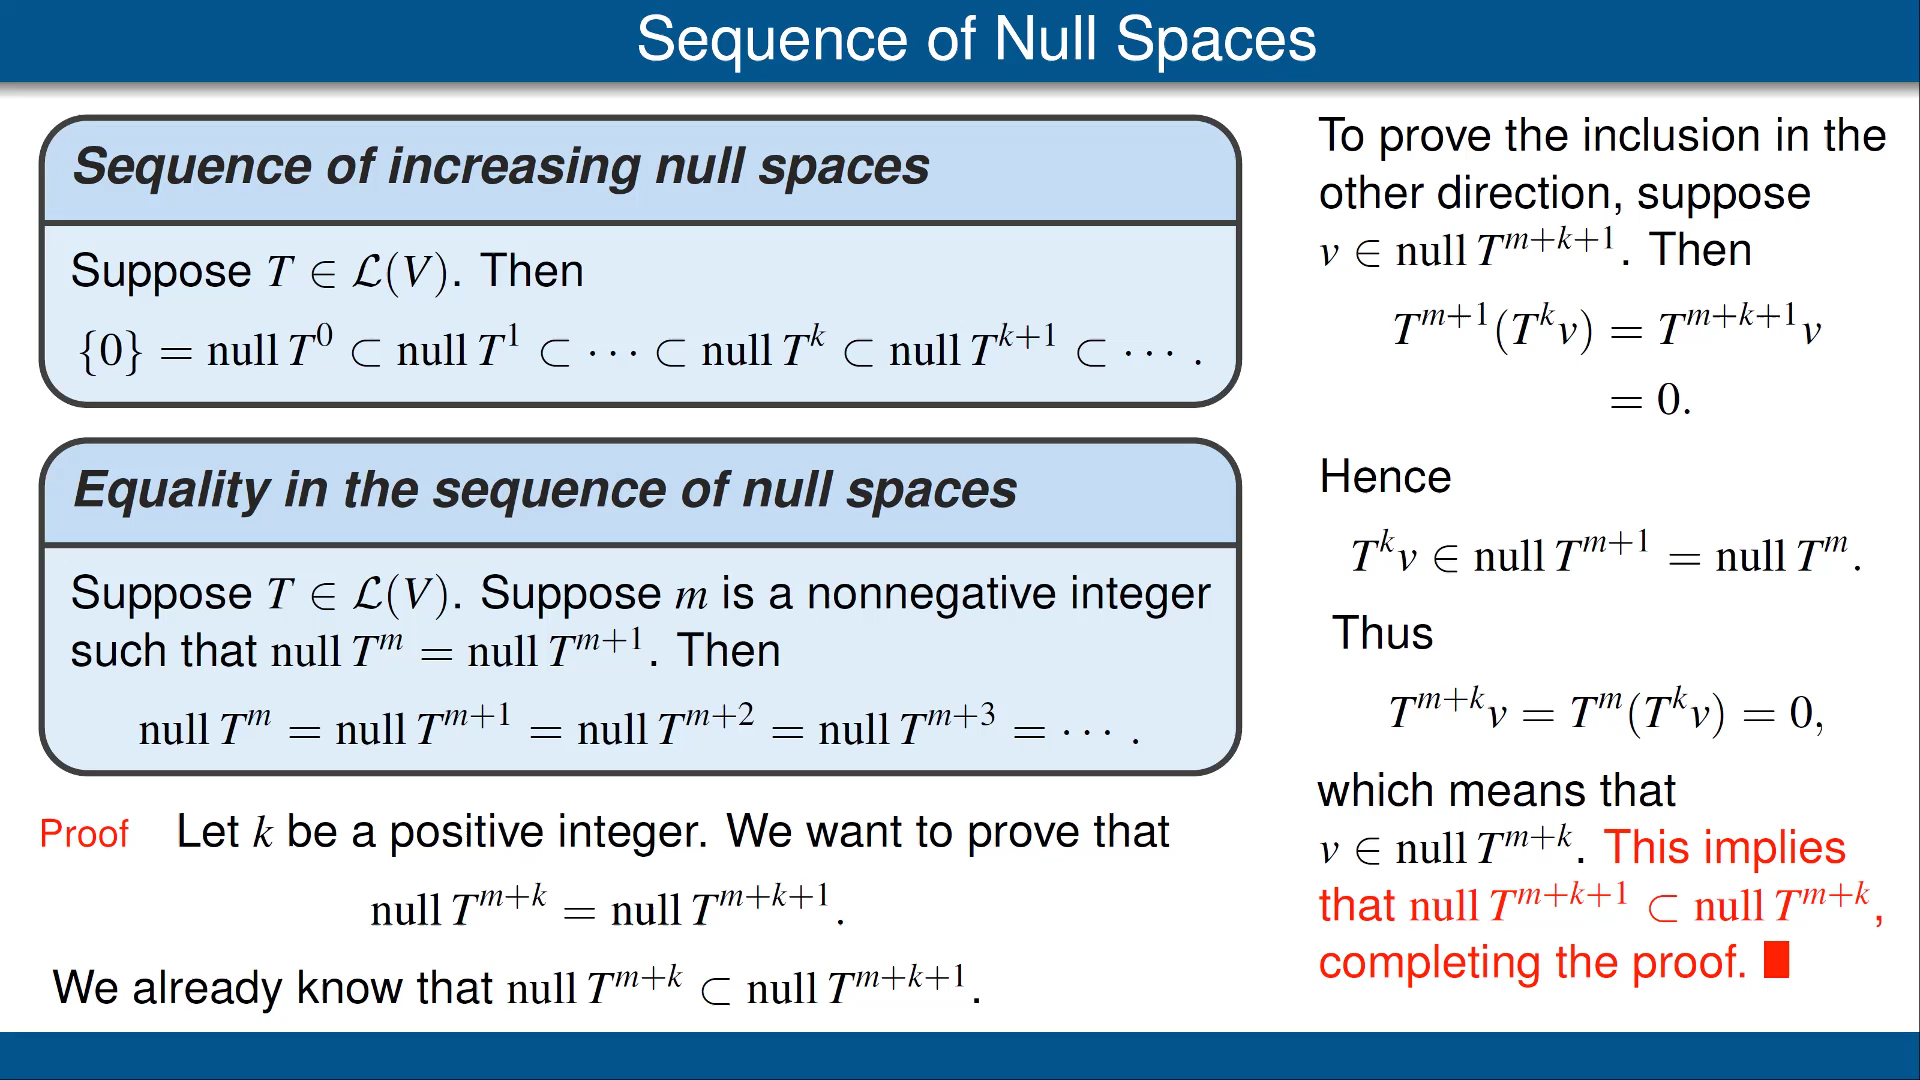 Sequence of Null Spaces
Sequence of increasing null spaces
Suppose T ∈ ℒ(V). Then
{0} = null T^0 ⊂ null T^1 ⊂ ⋯ ⊂ null T^k ⊂ null T^{k+1} ⊂ ⋯ .
Equality in the sequence of null spaces
Suppose T ∈ ℒ(V). Suppose m is a nonnegative integer
such that null T^m = null T^{m+1}. Then
null T^m = null T^{m+1} = null T^{m+2} = null T^{m+3} = ⋯ .
Proof Let k be a positive integer. We want to prove that
null T^{m+k} = null T^{m+k+1}.
We already know that null T^{m+k} ⊂ null T^{m+k+1}.
To prove the inclusion in the
other direction, suppose
v ∈ null T^{m+k+1}. Then
T^{m+1}(T^k v) = T^{m+k+1} v
= 0.
Hence
T^k v ∈ null T^{m+1} = null T^m.
Thus
T^{m+k} v = T^m(T^k v) = 0,
which means that
v ∈ null T^{m+k}. This implies
that null T^{m+k+1} ⊂ null T^{m+k},
completing the proof. ■